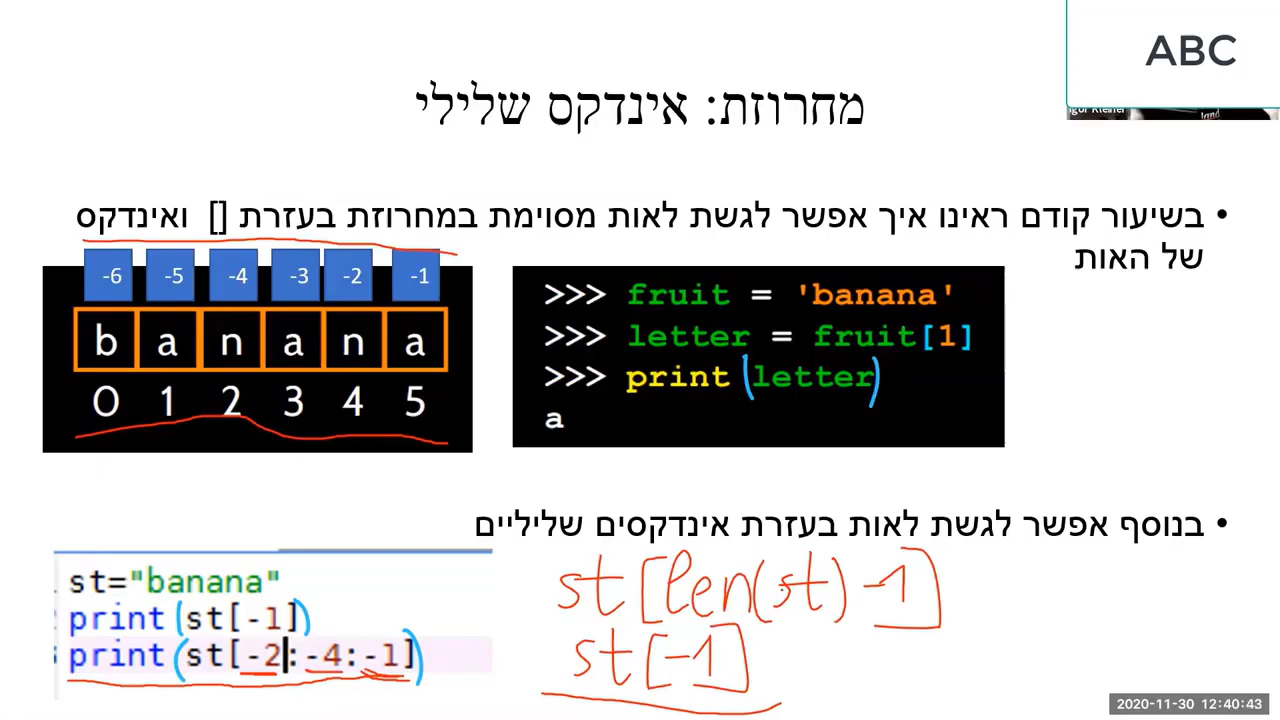 ABC
מחרוזת: אינדקס שלילי
• בשיעור קודם ראינו איך אפשר לגשת לאות מסוימת במחרוזת בעזרת [] ואינדקס
של האות
-6 -5 -4 -3 -2 -1
b a n a n a
0 1 2 3 4 5
>>> fruit = 'banana'
>>> letter = fruit[1]
>>> print (letter)
a
• בנוסף אפשר לגשת לאות בעזרת אינדקסים שליליים
st="banana"
print (st[-1])
print (st[-2:-4:-1])
st[len(st)-1]
st[-1]
2020-11-30 12:40:43